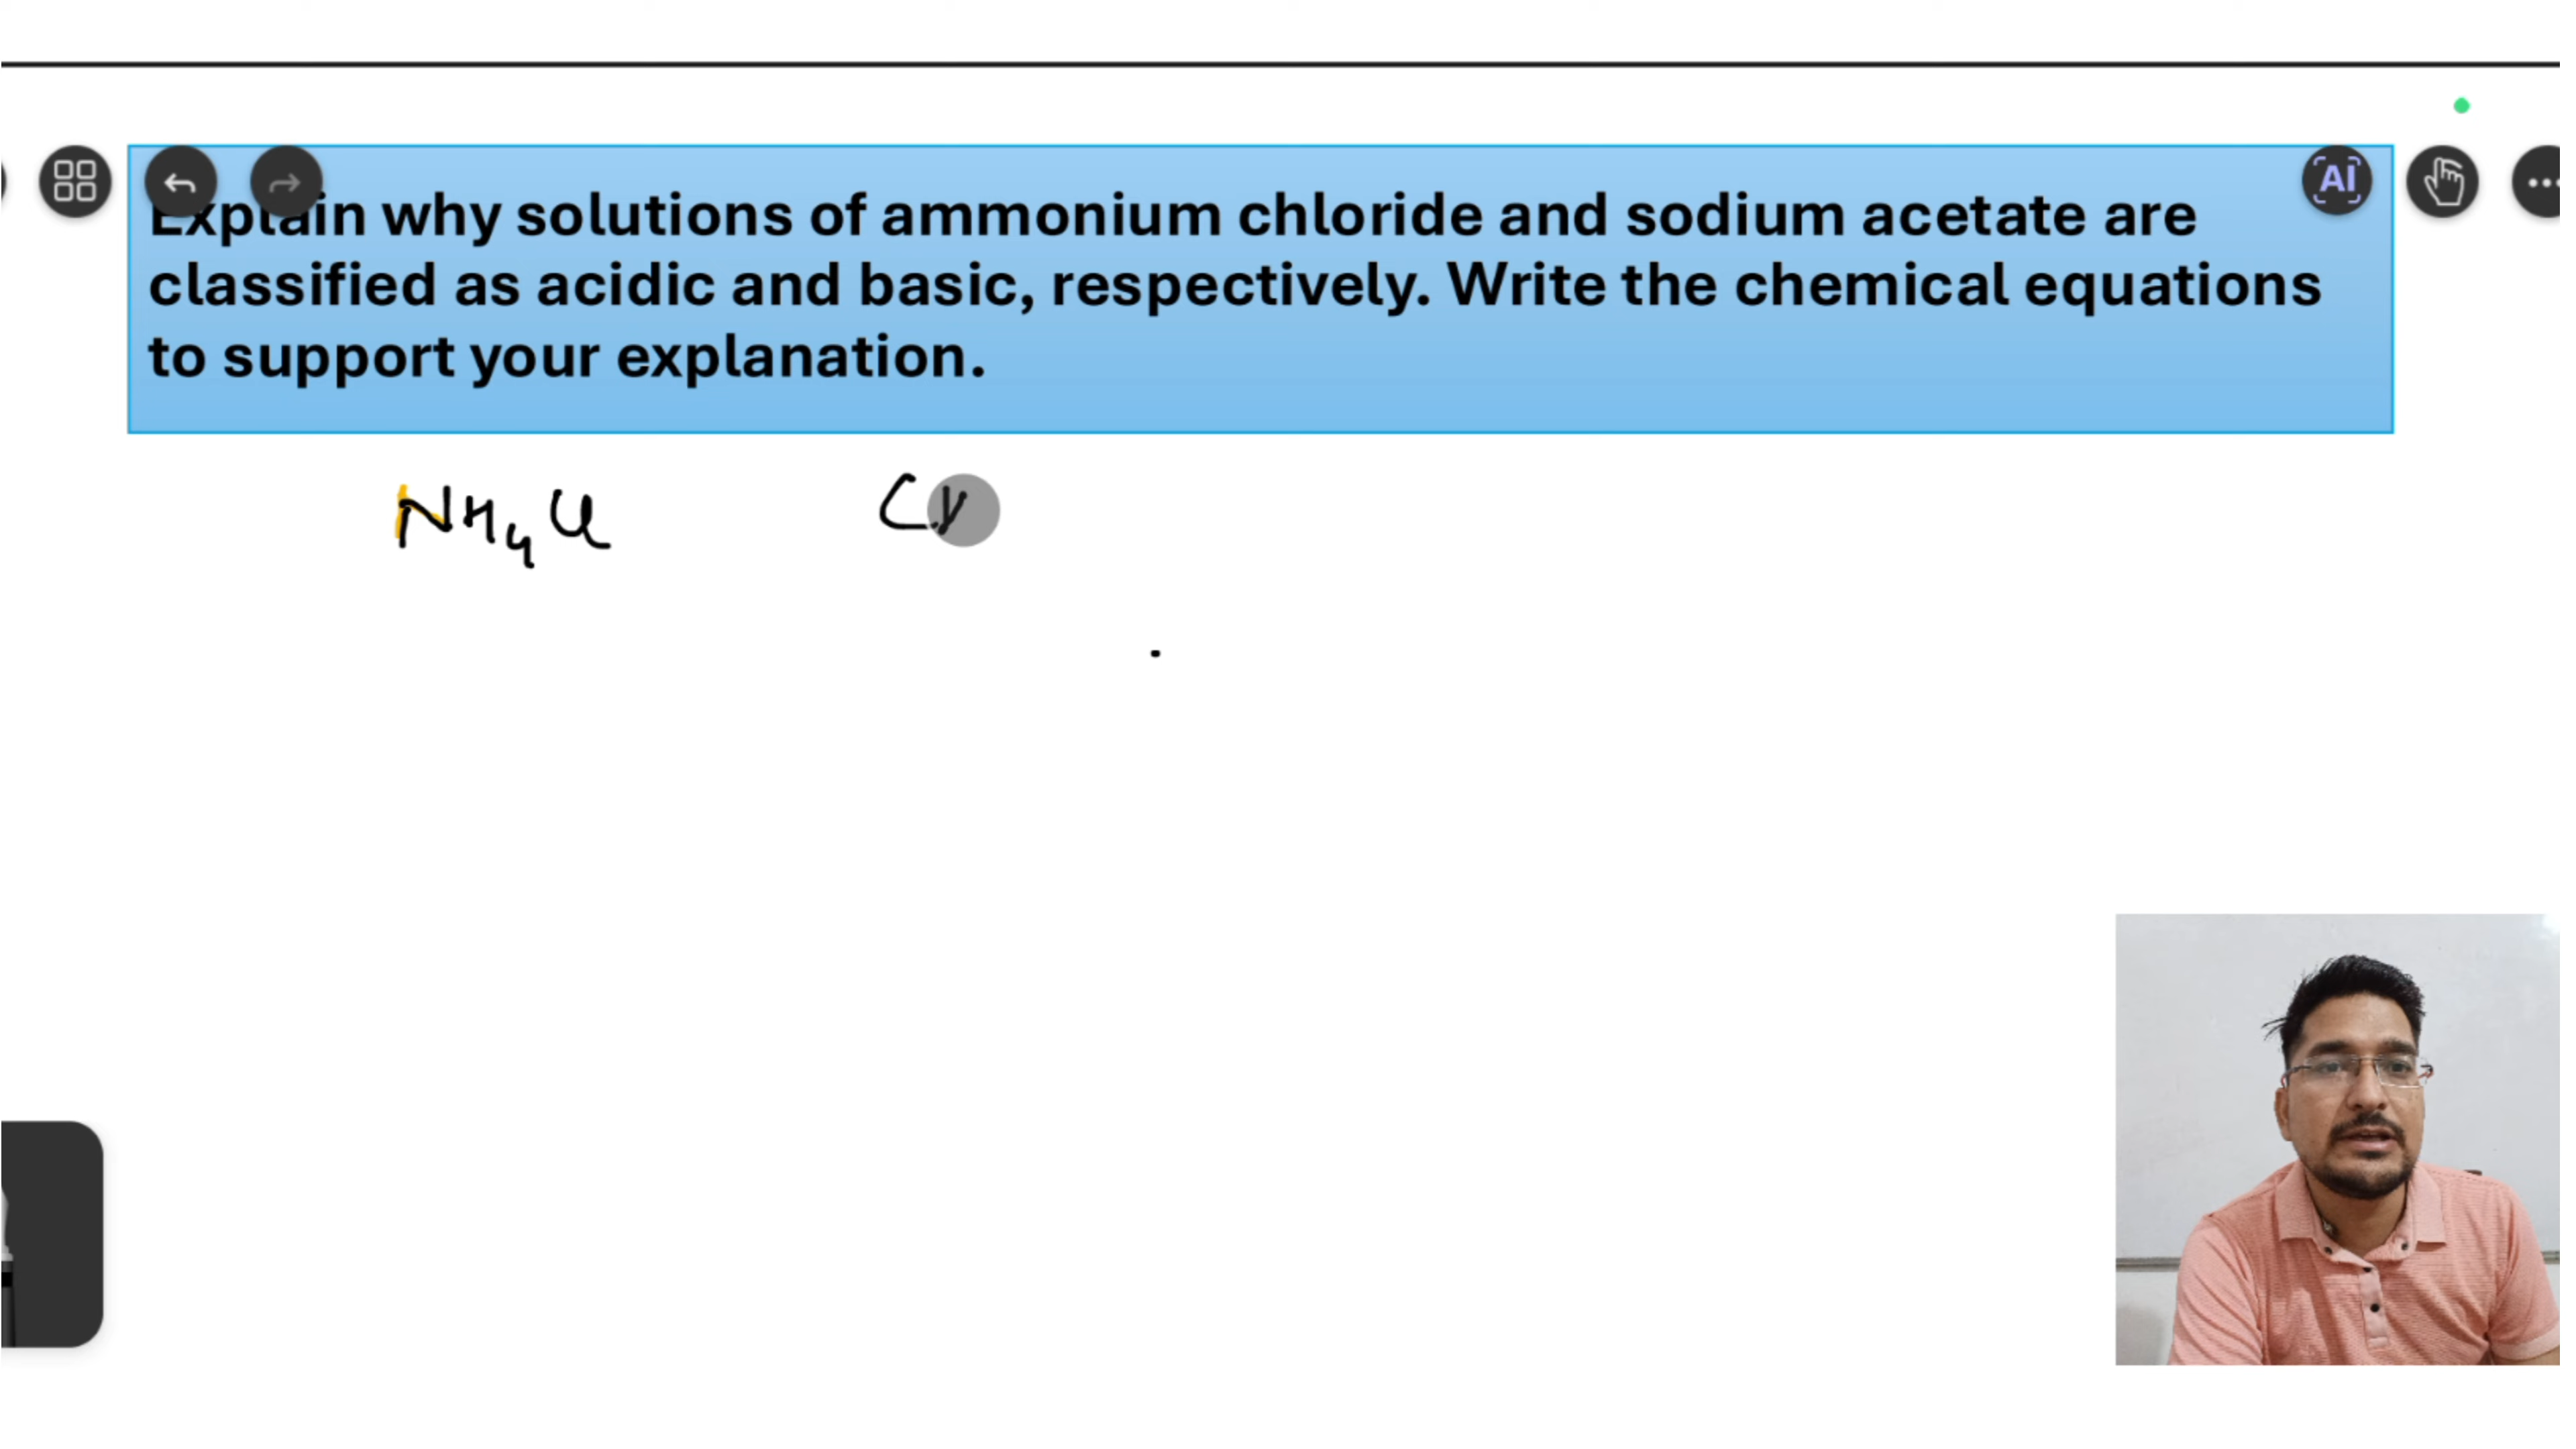 Explain why solutions of ammonium chloride and sodium acetate are
classified as acidic and basic, respectively. Write the chemical equations
to support your explanation.
NH4Cl
AI